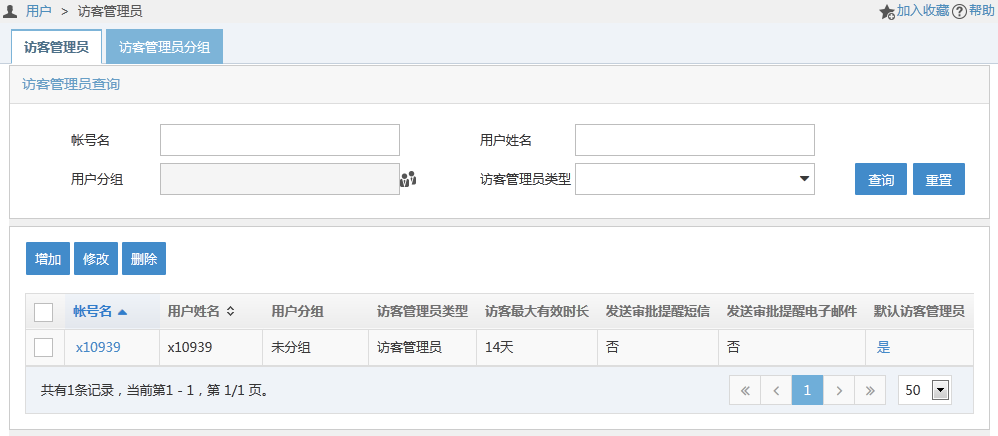 用户 > 访客管理员 加入收藏 帮助
访客管理员 访客管理员分组
访客管理员查询
帐号名 用户姓名
用户分组 访客管理员类型 查询 重置
增加 修改 删除
帐号名 用户姓名 用户分组 访客管理员类型 访客最大有效时长 发送审批提醒短信 发送审批提醒电子邮件 默认访客管理员
x10939 x10939 未分组 访客管理员 14天 否 否 是
共有1条记录，当前第1 - 1，第 1/1 页。 « < 1 > » 50